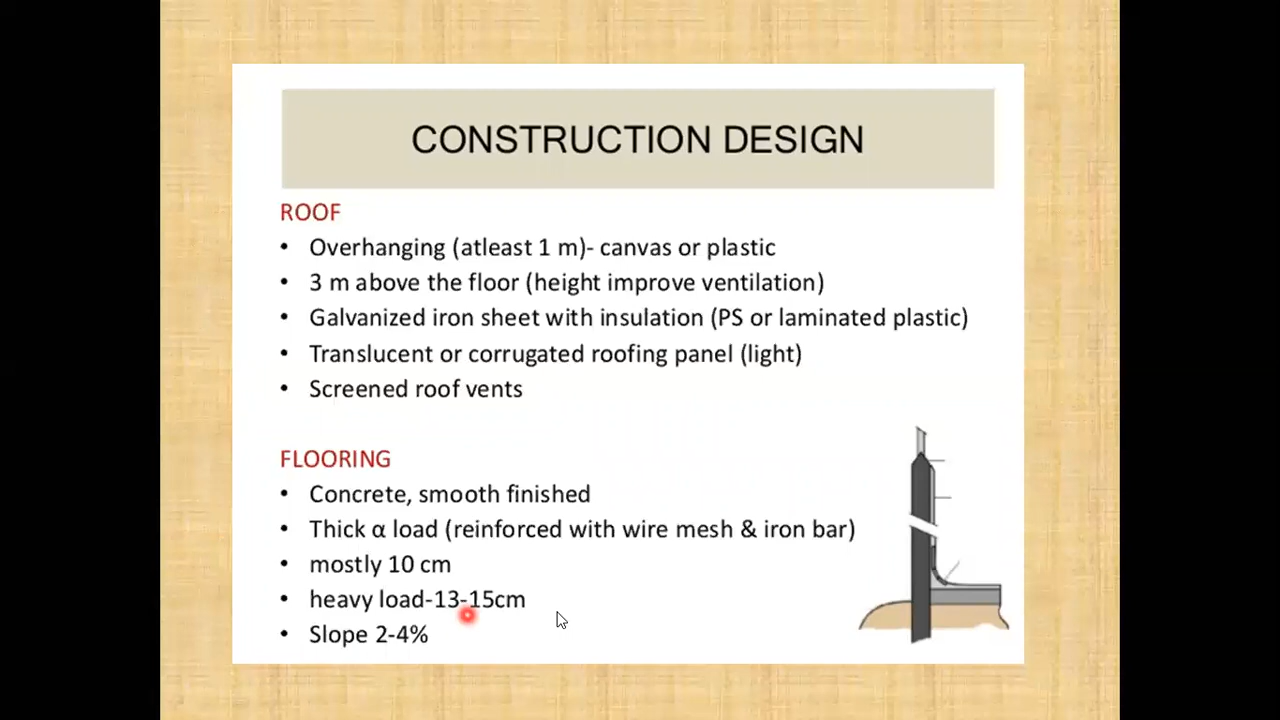 CONSTRUCTION DESIGN
ROOF
• Overhanging (atleast 1 m)- canvas or plastic
• 3 m above the floor (height improve ventilation)
• Galvanized iron sheet with insulation (PS or laminated plastic)
• Translucent or corrugated roofing panel (light)
• Screened roof vents
FLOORING
• Concrete, smooth finished
• Thick α load (reinforced with wire mesh & iron bar)
• mostly 10 cm
• heavy load-13-15cm
• Slope 2-4%